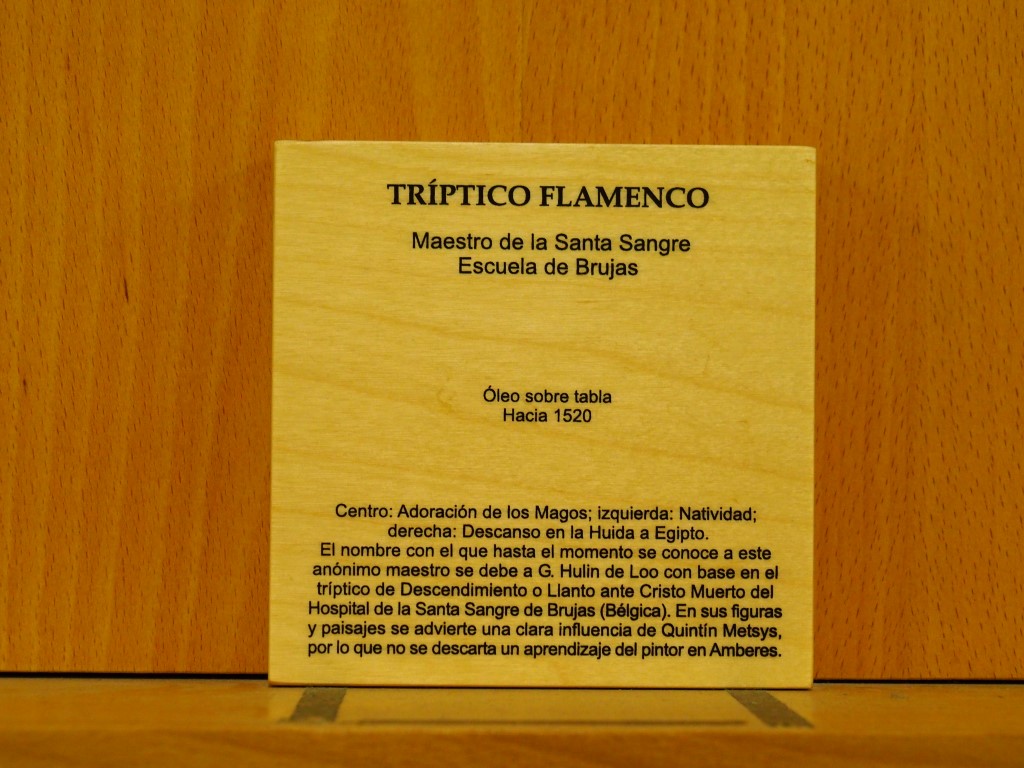 TRÍPTICO FLAMENCO
Maestro de la Santa Sangre
Escuela de Brujas
Óleo sobre tabla
Hacia 1520
Centro: Adoración de los Magos; izquierda: Natividad;
derecha: Descanso en la Huida a Egipto.
El nombre con el que hasta el momento se conoce a este
anónimo maestro se debe a G. Hulin de Loo con base en el
tríptico de Descendimiento o Llanto ante Cristo Muerto del
Hospital de la Santa Sangre de Brujas (Bélgica). En sus figuras
y paisajes se advierte una clara influencia de Quintín Metsys,
por lo que no se descarta un aprendizaje del pintor en Amberes.